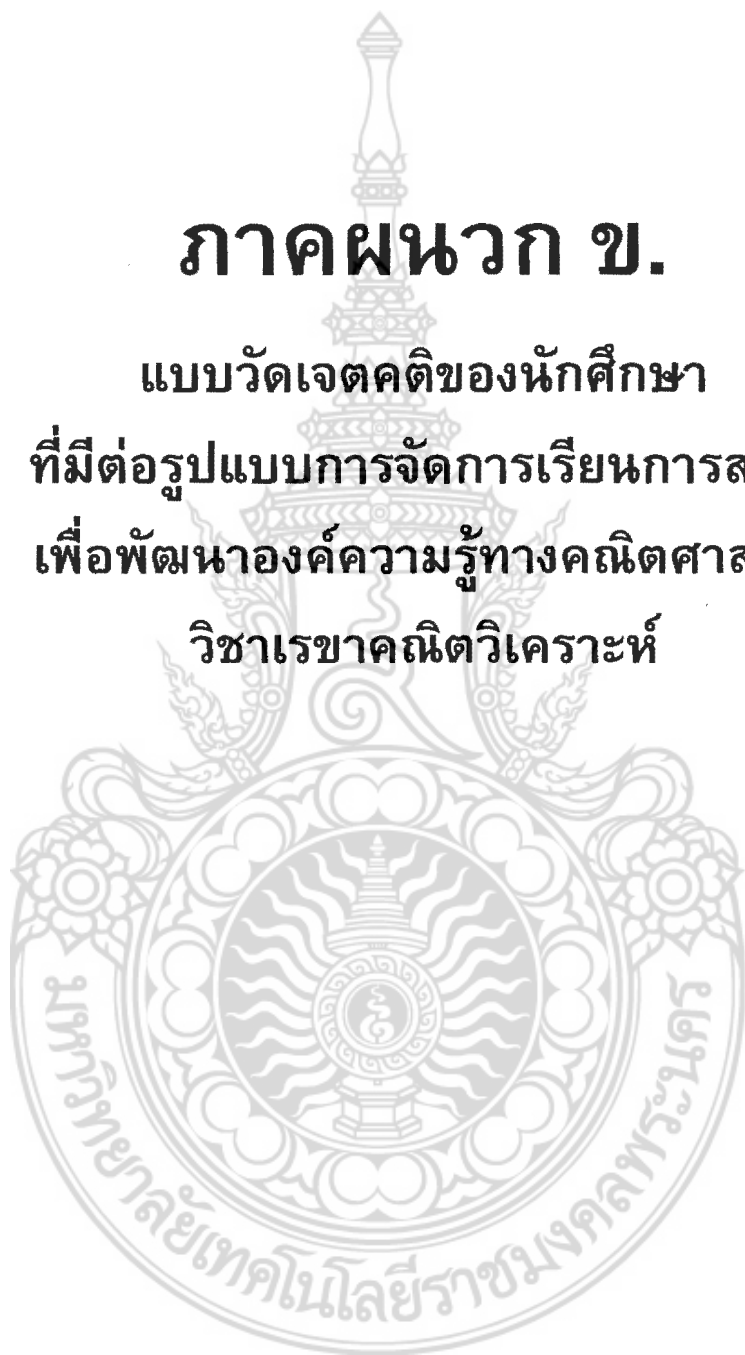 ภาคผนวก ข.
แบบวัดเจตคติของนักศึกษา
ที่มีต่อรูปแบบการจัดการเรียนการส
เพื่อพัฒนาองค์ความรู้ทางคณิตศาส
วิชาเรขาคณิตวิเคราะห์
มหาวิทยาลัยเทคโนโลยีราชมงคลพระนคร